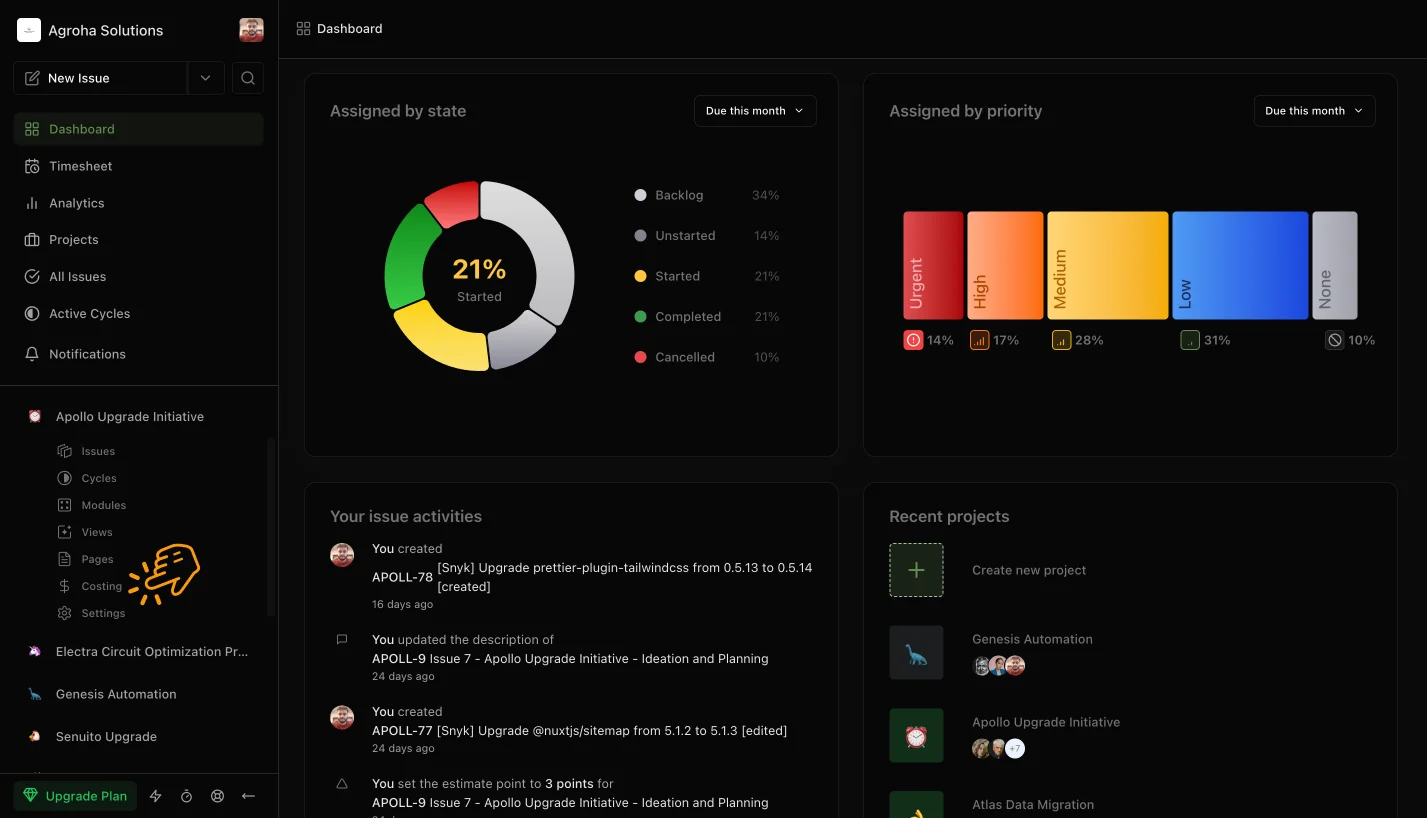 Agroha Solutions
New Issue
Dashboard
Timesheet
Analytics
Projects
All Issues
Active Cycles
Notifications
Apollo Upgrade Initiative
Issues
Cycles
Modules
Views
Pages
Costing
Settings
Electra Circuit Optimization Pr...
Genesis Automation
Senuito Upgrade
Upgrade Plan
Dashboard
Assigned by state
Due this month
21%
Started
Backlog 34%
Unstarted 14%
Started 21%
Completed 21%
Cancelled 10%
Assigned by priority
Due this month
Urgent
High
Medium
Low
None
14% 17% 28% 31% 10%
Your issue activities
You created
APOLL-78 [Snyk] Upgrade prettier-plugin-tailwindcss from 0.5.13 to 0.5.14
[created]
16 days ago
You updated the description of
APOLL-9 Issue 7 - Apollo Upgrade Initiative - Ideation and Planning
24 days ago
You created
APOLL-77 [Snyk] Upgrade @nuxtjs/sitemap from 5.1.2 to 5.1.3 [edited]
24 days ago
You set the estimate point to 3 points for
APOLL-9 Issue 7 - Apollo Upgrade Initiative - Ideation and Planning
Recent projects
Create new project
Genesis Automation
Apollo Upgrade Initiative
+7
Atlas Data Migration